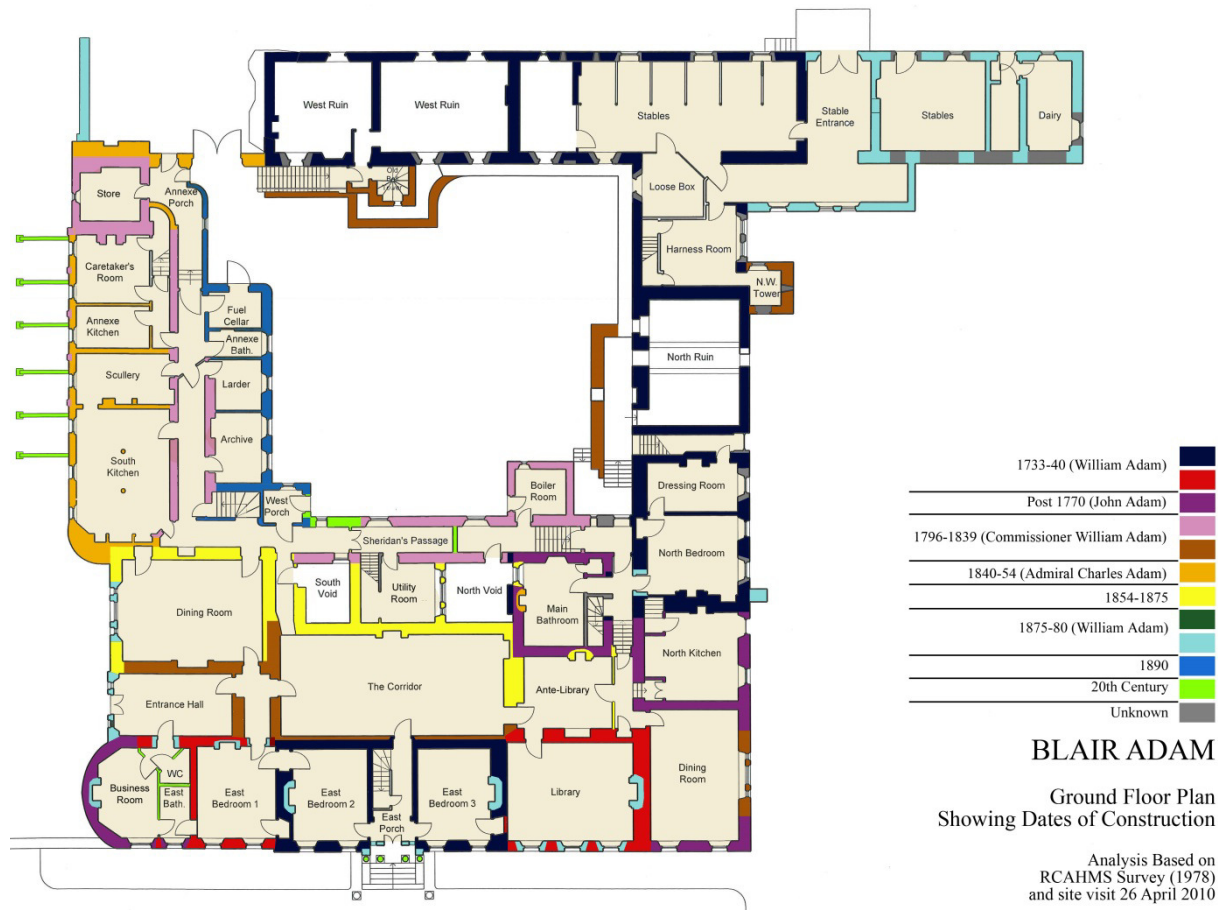 West Ruin
West Ruin
Stables
Stable
Entrance
Stables
Dairy
Store
Annexe
Porch
Old
Tower
Loose Box
Harness Room
N.W.
Tower
Caretaker's
Room
Annexe
Kitchen
Fuel
Cellar
Annexe
Bath.
Scullery
Larder
North Ruin
South
Kitchen
Archive
West
Porch
Boiler
Room
Dressing Room
Sheridan's Passage
North Bedroom
South
Void
Utility
Room
North Void
Main
Bathroom
Dining Room
North Kitchen
The Corridor
Ante-Library
Entrance Hall
Business
Room
WC
East
Bath.
East
Bedroom 1
East
Bedroom 2
East
Porch
East
Bedroom 3
Library
Dining
Room
1733-40 (William Adam)
Post 1770 (John Adam)
1796-1839 (Commissioner William Adam)
1840-54 (Admiral Charles Adam)
1854-1875
1875-80 (William Adam)
1890
20th Century
Unknown
BLAIR ADAM
Ground Floor Plan
Showing Dates of Construction
Analysis Based on
RCAHMS Survey (1978)
and site visit 26 April 2010